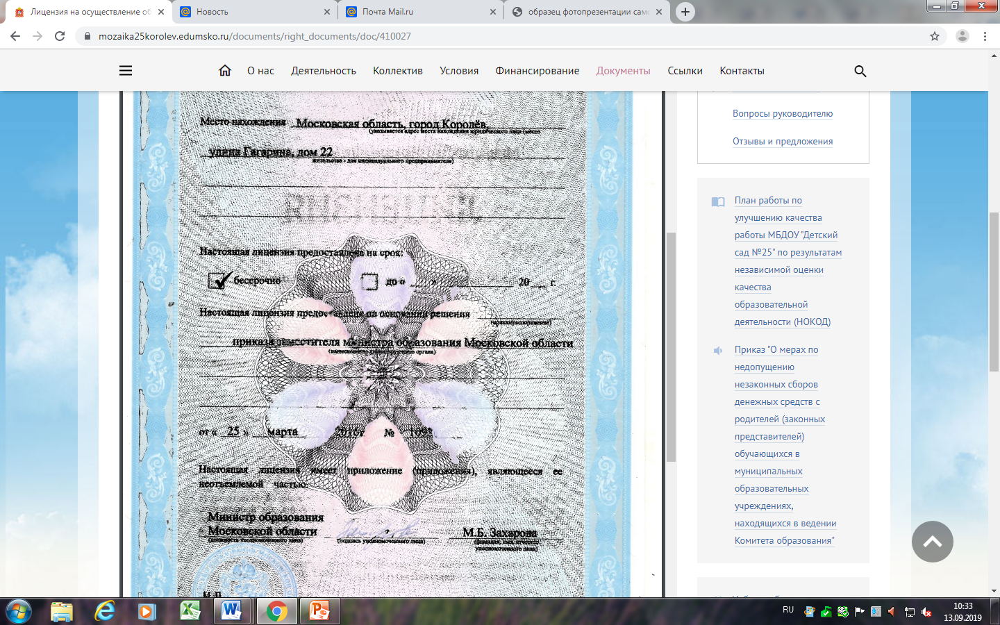 Лицензия на осуществление об
Новость
Почта Mail.ru
образец фотопрезентации само
mozaika25korolev.edumsko.ru/documents/right_documents/doc/410027
О нас Деятельность Коллектив Условия Финансирование Документы Ссылки Контакты
Место нахождения Московская область, город Королёв,
(указывается адрес места нахождения юридического лица (место
улица Гагарина, дом 22
жительства - для индивидуального предпринимателя)
Настоящая лицензия предоставлена на срок:
бессрочно до « » 20 г.
Настоящая лицензия предоставлена на основании решения
(приказ/распоряжение)
приказа заместителя министра образования Московской области
(наименование лицензирующего органа)
от « 25 » марта 2016г № 1093
Настоящая лицензия имеет приложение (приложения), являющееся ее
неотъемлемой частью.
Министр образования
Московской области
М.Б. Захарова
(должность уполномоченного лица)
(подпись уполномоченного лица)
(фамилия, имя, отчество
уполномоченного лица)
М.П.
Вопросы руководителю
Отзывы и предложения
План работы по
улучшению качества
работы МБДОУ "Детский
сад №25" по результатам
независимой оценки
качества
образовательной
деятельности (НОКОД)
Приказ "О мерах по
недопущению
незаконных сборов
денежных средств с
родителей (законных
представителей)
обучающихся в
муниципальных
образовательных
учреждениях,
находящихся в ведении
Комитета образования"
RU
10:33
13.09.2019